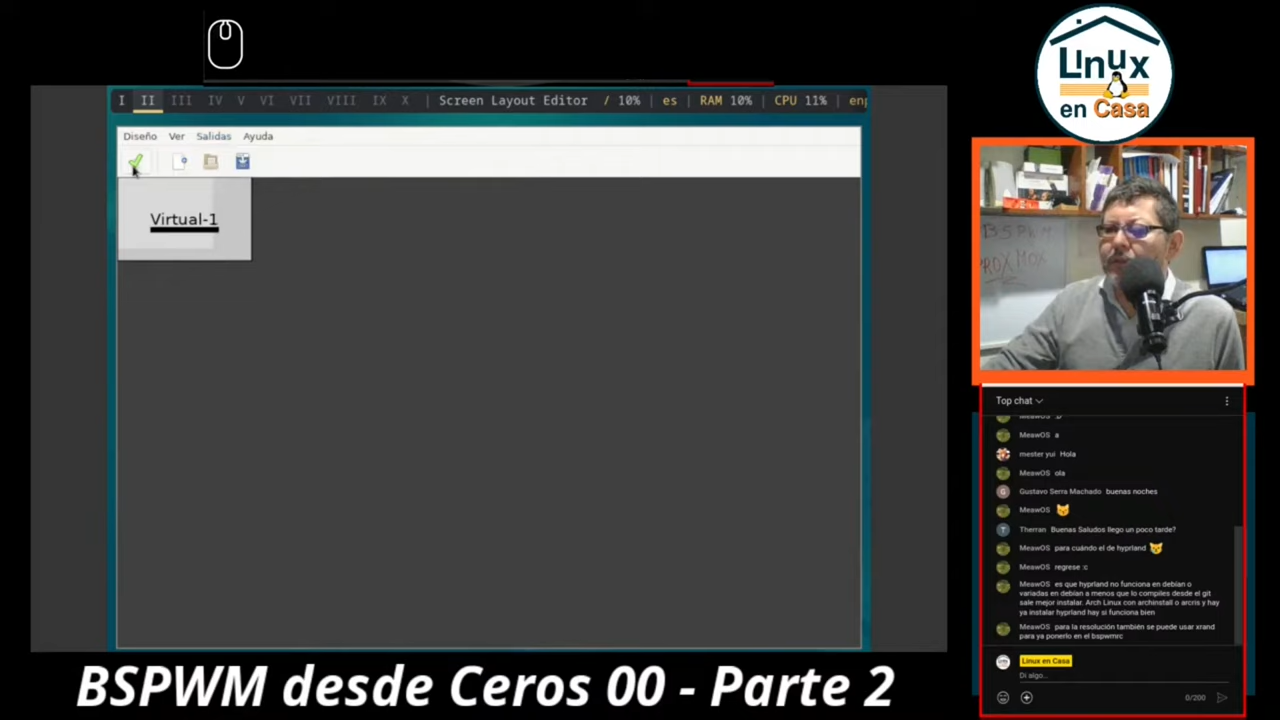 Linux
en Casa
I II III IV V VI VII VIII IX X | Screen Layout Editor / 10% | es | RAM 10% | CPU 11% | enp
Diseño Ver Salidas Ayuda
Virtual-1
BSPWM
PROXMOX
Top chat
MeawOS :D
MeawOS a
mester yui Hola
MeawOS ola
G Gustavo Serra Machado buenas noches
MeawOS
T Therran Buenas Saludos llego un poco tarde?
MeawOS para cuándo el de hyprland
MeawOS regrese :c
MeawOS es que hyprland no funciona en debían o
variadas en debían a menos que lo compiles desde el git
sale mejor instalar. Arch Linux con archinstall o arcris y hay
ya instalar hyprland hay si funciona bien
MeawOS para la resolución también se puede usar xrand
para ya ponerlo en el bspwmrc
Linux en Casa
Di algo...
0/200
BSPWM desde Ceros 00 - Parte 2